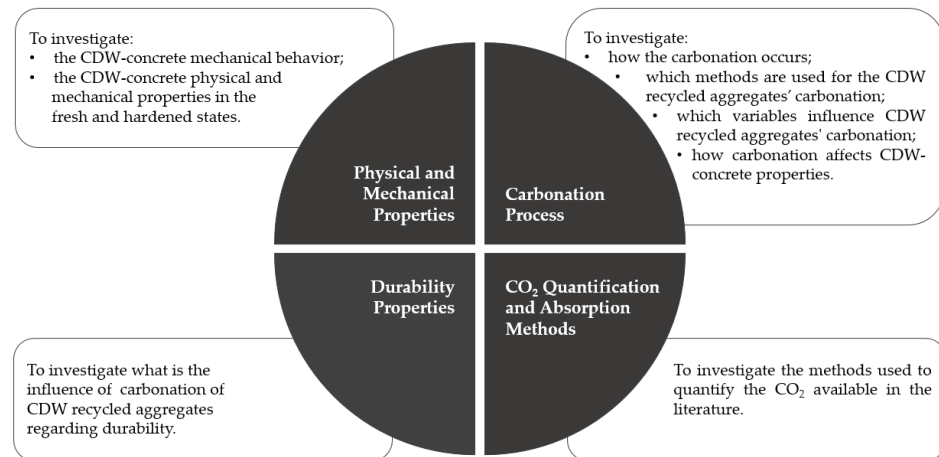 To investigate:
• the CDW-concrete mechanical behavior;
• the CDW-concrete physical and
mechanical properties in the
fresh and hardened states.
To investigate:
• how the carbonation occurs;
• which methods are used for the CDW
recycled aggregates’ carbonation;
• which variables influence CDW
recycled aggregates' carbonation;
• how carbonation affects CDW-
concrete properties.
Physical and
Mechanical
Properties
Carbonation
Process
Durability
Properties
CO₂ Quantification
and Absorption
Methods
To investigate what is the
influence of carbonation of
CDW recycled aggregates
regarding durability.
To investigate the methods used to
quantify the CO₂ available in the
literature.